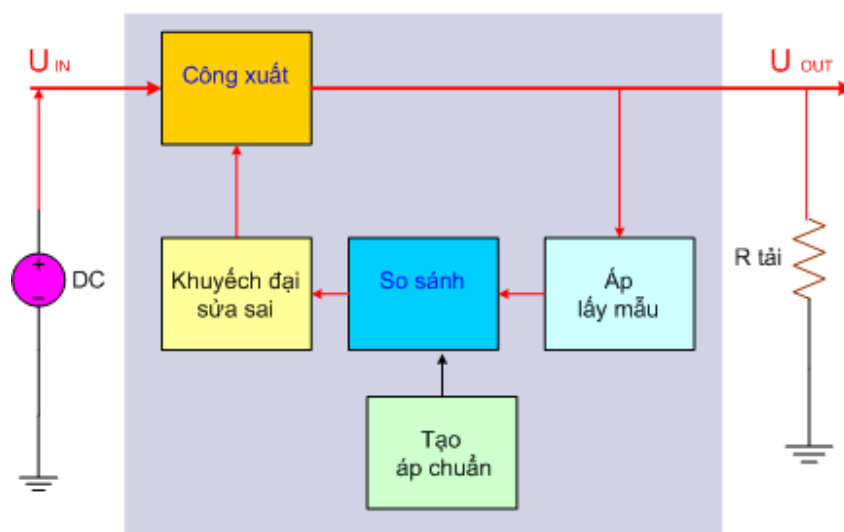 U IN
Công xuất
U OUT
DC
Khuyếch đại
sửa sai
So sánh
Áp
lấy mẫu
R tải
Tạo
áp chuẩn